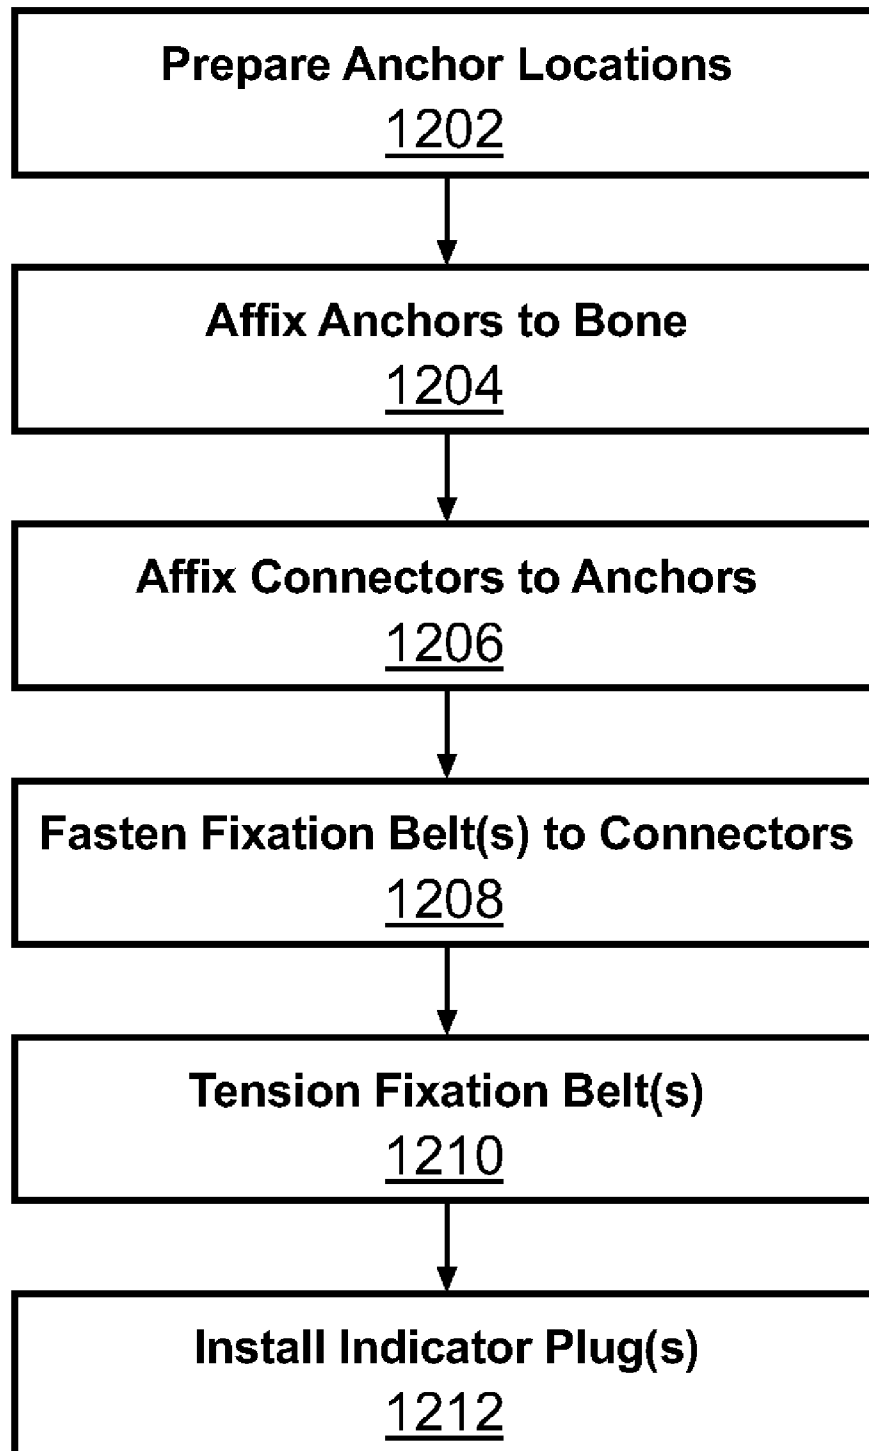 Prepare Anchor Locations
1202
Affix Anchors to Bone
1204
Affix Connectors to Anchors
1206
Fasten Fixation Belt(s) to Connectors
1208
Tension Fixation Belt(s)
1210
Install Indicator Plug(s)
1212